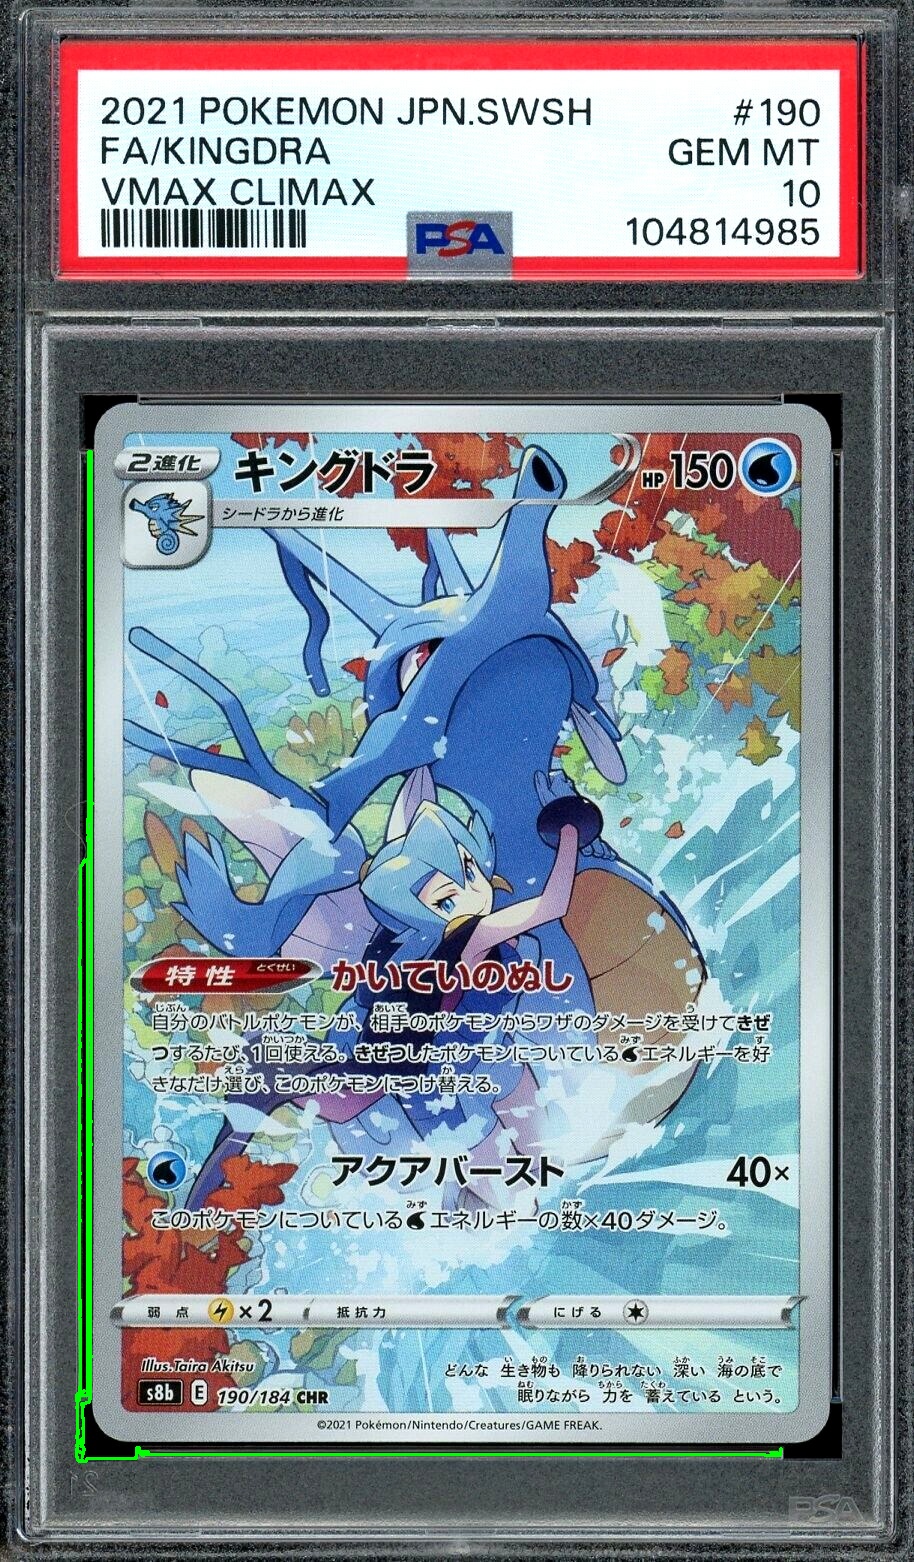 2021 POKEMON JPN.SWSH #190
FA/KINGDRA GEM MT
VMAX CLIMAX 10
PSA 104814985
2進化 キングドラ HP 150
シードラから進化
特性 とくせい かいていのぬし
自分のバトルポケモンが、相手のポケモンからワザのダメージを受けてきぜ
つするたび、1回使える。きぜつしたポケモンについているエネルギーを好
きなだけ選び、このポケモンにつけ替える。
アクアバースト 40×
このポケモンについているエネルギーの数×40ダメージ。
弱点 ×2 抵抗力 にげる
Illus. Taira Akitsu
どんな 生き物も 降りられない 深い 海の底で
眠りながら 力を 蓄えている という。
s8b E 190/184 CHR
©2021 Pokémon/Nintendo/Creatures/GAME FREAK.
PSA